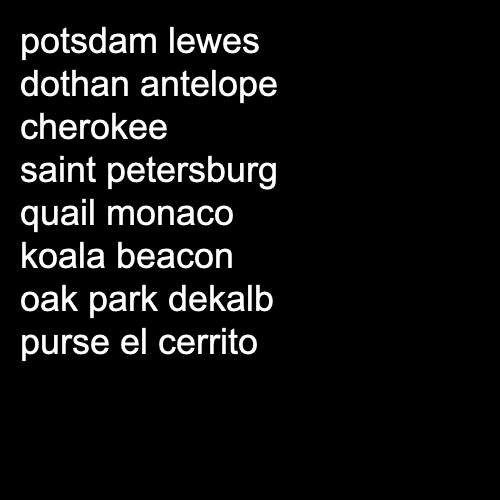 potsdam lewes
dothan antelope
cherokee
saint petersburg
quail monaco
koala beacon
oak park dekalb
purse el cerrito